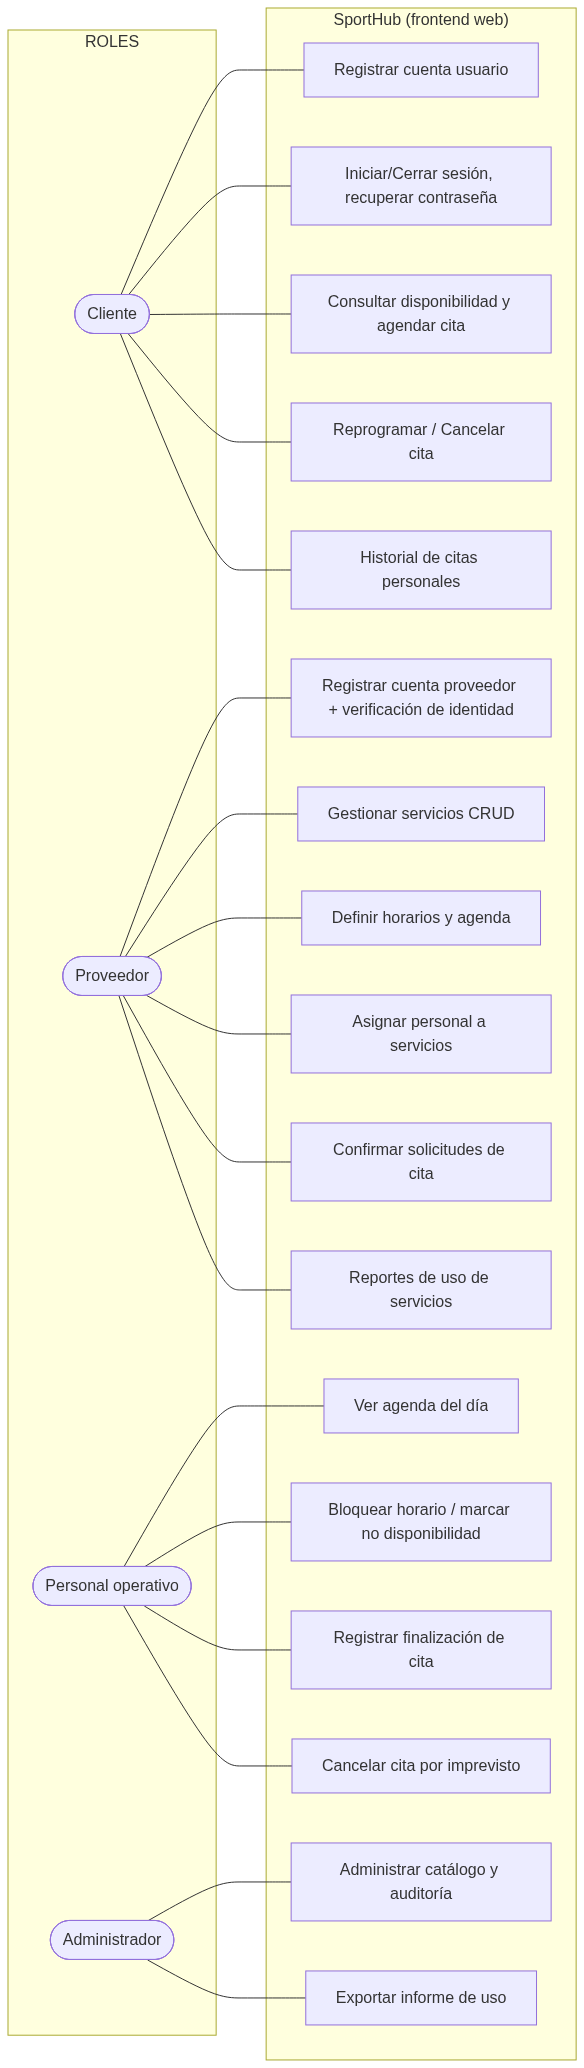 SportHub (frontend web)
ROLES
Registrar cuenta usuario
Iniciar/Cerrar sesión,
recuperar contraseña
Cliente
Consultar disponibilidad y
agendar cita
Reprogramar / Cancelar
cita
Historial de citas
personales
Registrar cuenta proveedor
+ verificación de identidad
Gestionar servicios CRUD
Definir horarios y agenda
Proveedor
Asignar personal a
servicios
Confirmar solicitudes de
cita
Reportes de uso de
servicios
Ver agenda del día
Bloquear horario / marcar
no disponibilidad
Personal operativo
Registrar finalización de
cita
Cancelar cita por imprevisto
Administrar catálogo y
auditoría
Administrador
Exportar informe de uso